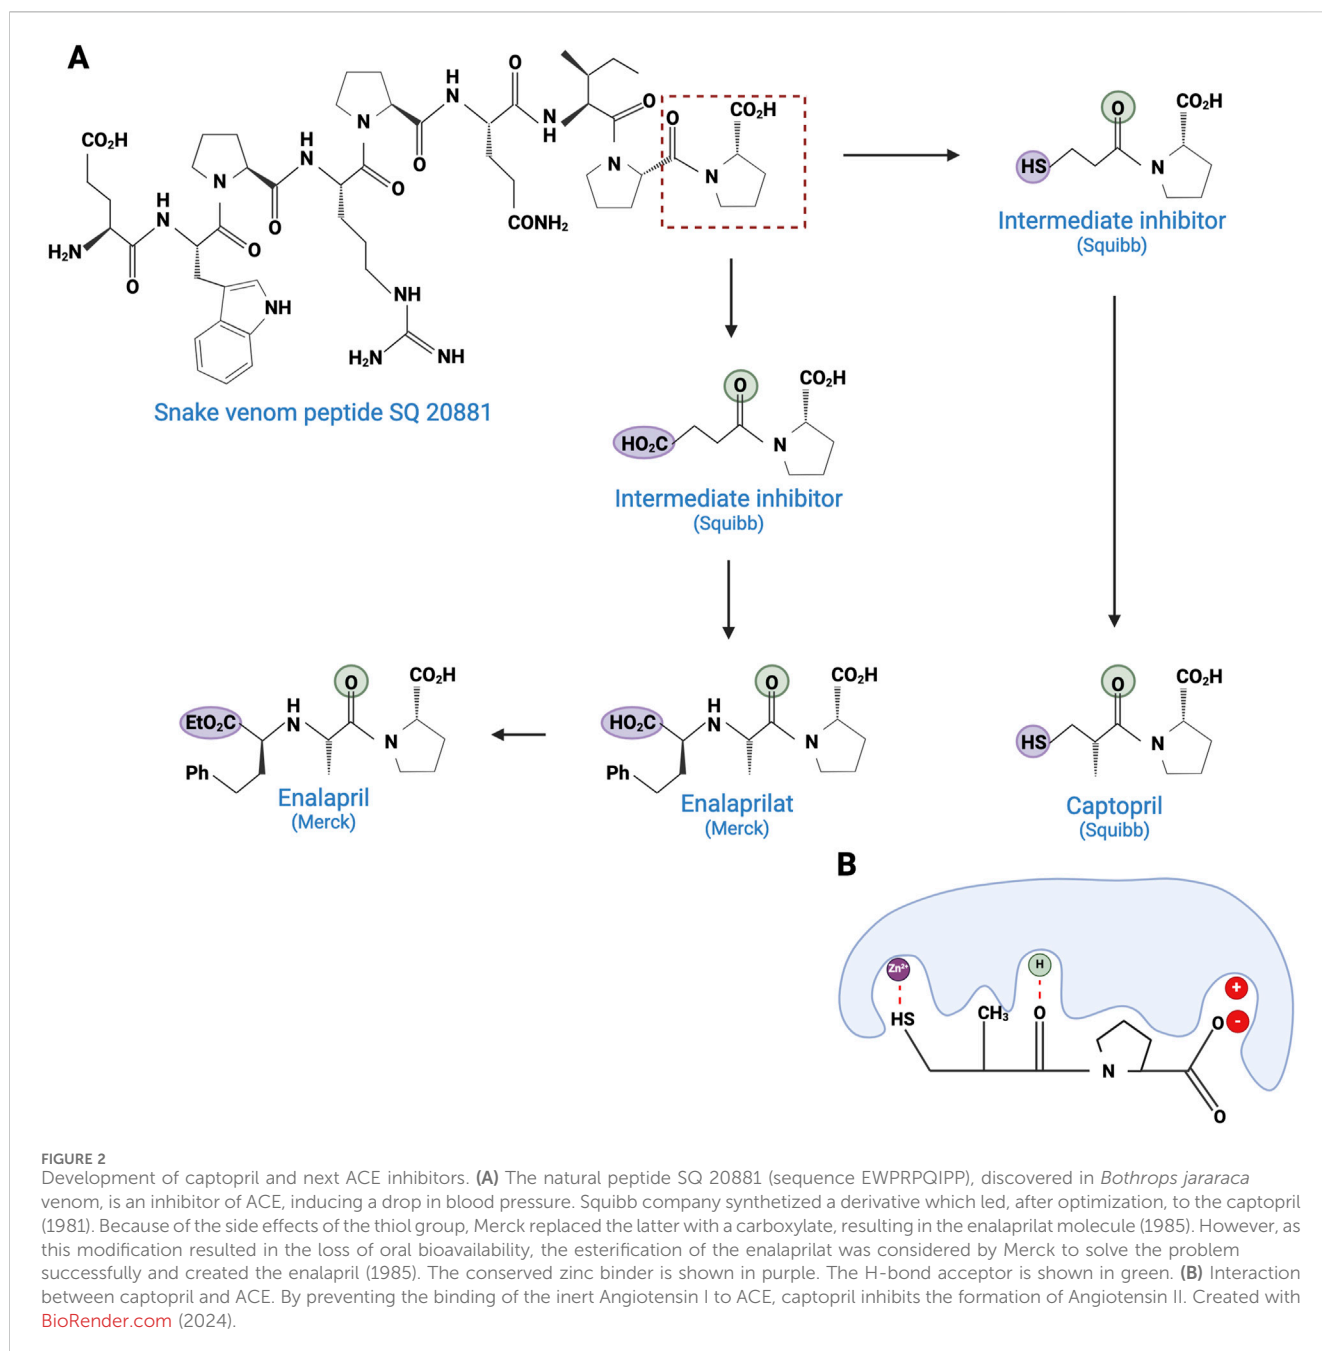 A
CO₂H
H₂N
O
H
N
O
NH
N
O
H
N
O
NH
H₂N
NH
N
O
H
N
O
CONH₂
N
H
O
N
O
N
CO₂H
Snake venom peptide SQ 20881
HS
O
N
CO₂H
Intermediate inhibitor
(Squibb)
HO₂C
O
N
CO₂H
Intermediate inhibitor
(Squibb)
EtO₂C
H
N
O
N
CO₂H
Ph
Enalapril
(Merck)
HO₂C
H
N
O
N
CO₂H
Ph
Enalaprilat
(Merck)
HS
O
N
CO₂H
Captopril
(Squibb)
B
Zn²⁺
H
+
HS
CH₃
O
O
-
N
O
FIGURE 2
Development of captopril and next ACE inhibitors. (A) The natural peptide SQ 20881 (sequence EWPRPQIPP), discovered in Bothrops jararaca
venom, is an inhibitor of ACE, inducing a drop in blood pressure. Squibb company synthetized a derivative which led, after optimization, to the captopril
(1981). Because of the side effects of the thiol group, Merck replaced the latter with a carboxylate, resulting in the enalaprilat molecule (1985). However, as
this modification resulted in the loss of oral bioavailability, the esterification of the enalaprilat was considered by Merck to solve the problem
successfully and created the enalapril (1985). The conserved zinc binder is shown in purple. The H-bond acceptor is shown in green. (B) Interaction
between captopril and ACE. By preventing the binding of the inert Angiotensin I to ACE, captopril inhibits the formation of Angiotensin II. Created with
BioRender.com (2024).